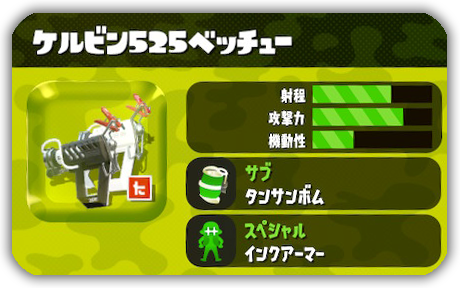 ケルビン525ベッチュー
射程
攻撃力
機動性
た
サブ
タンサンボム
スペシャル
インクアーマー